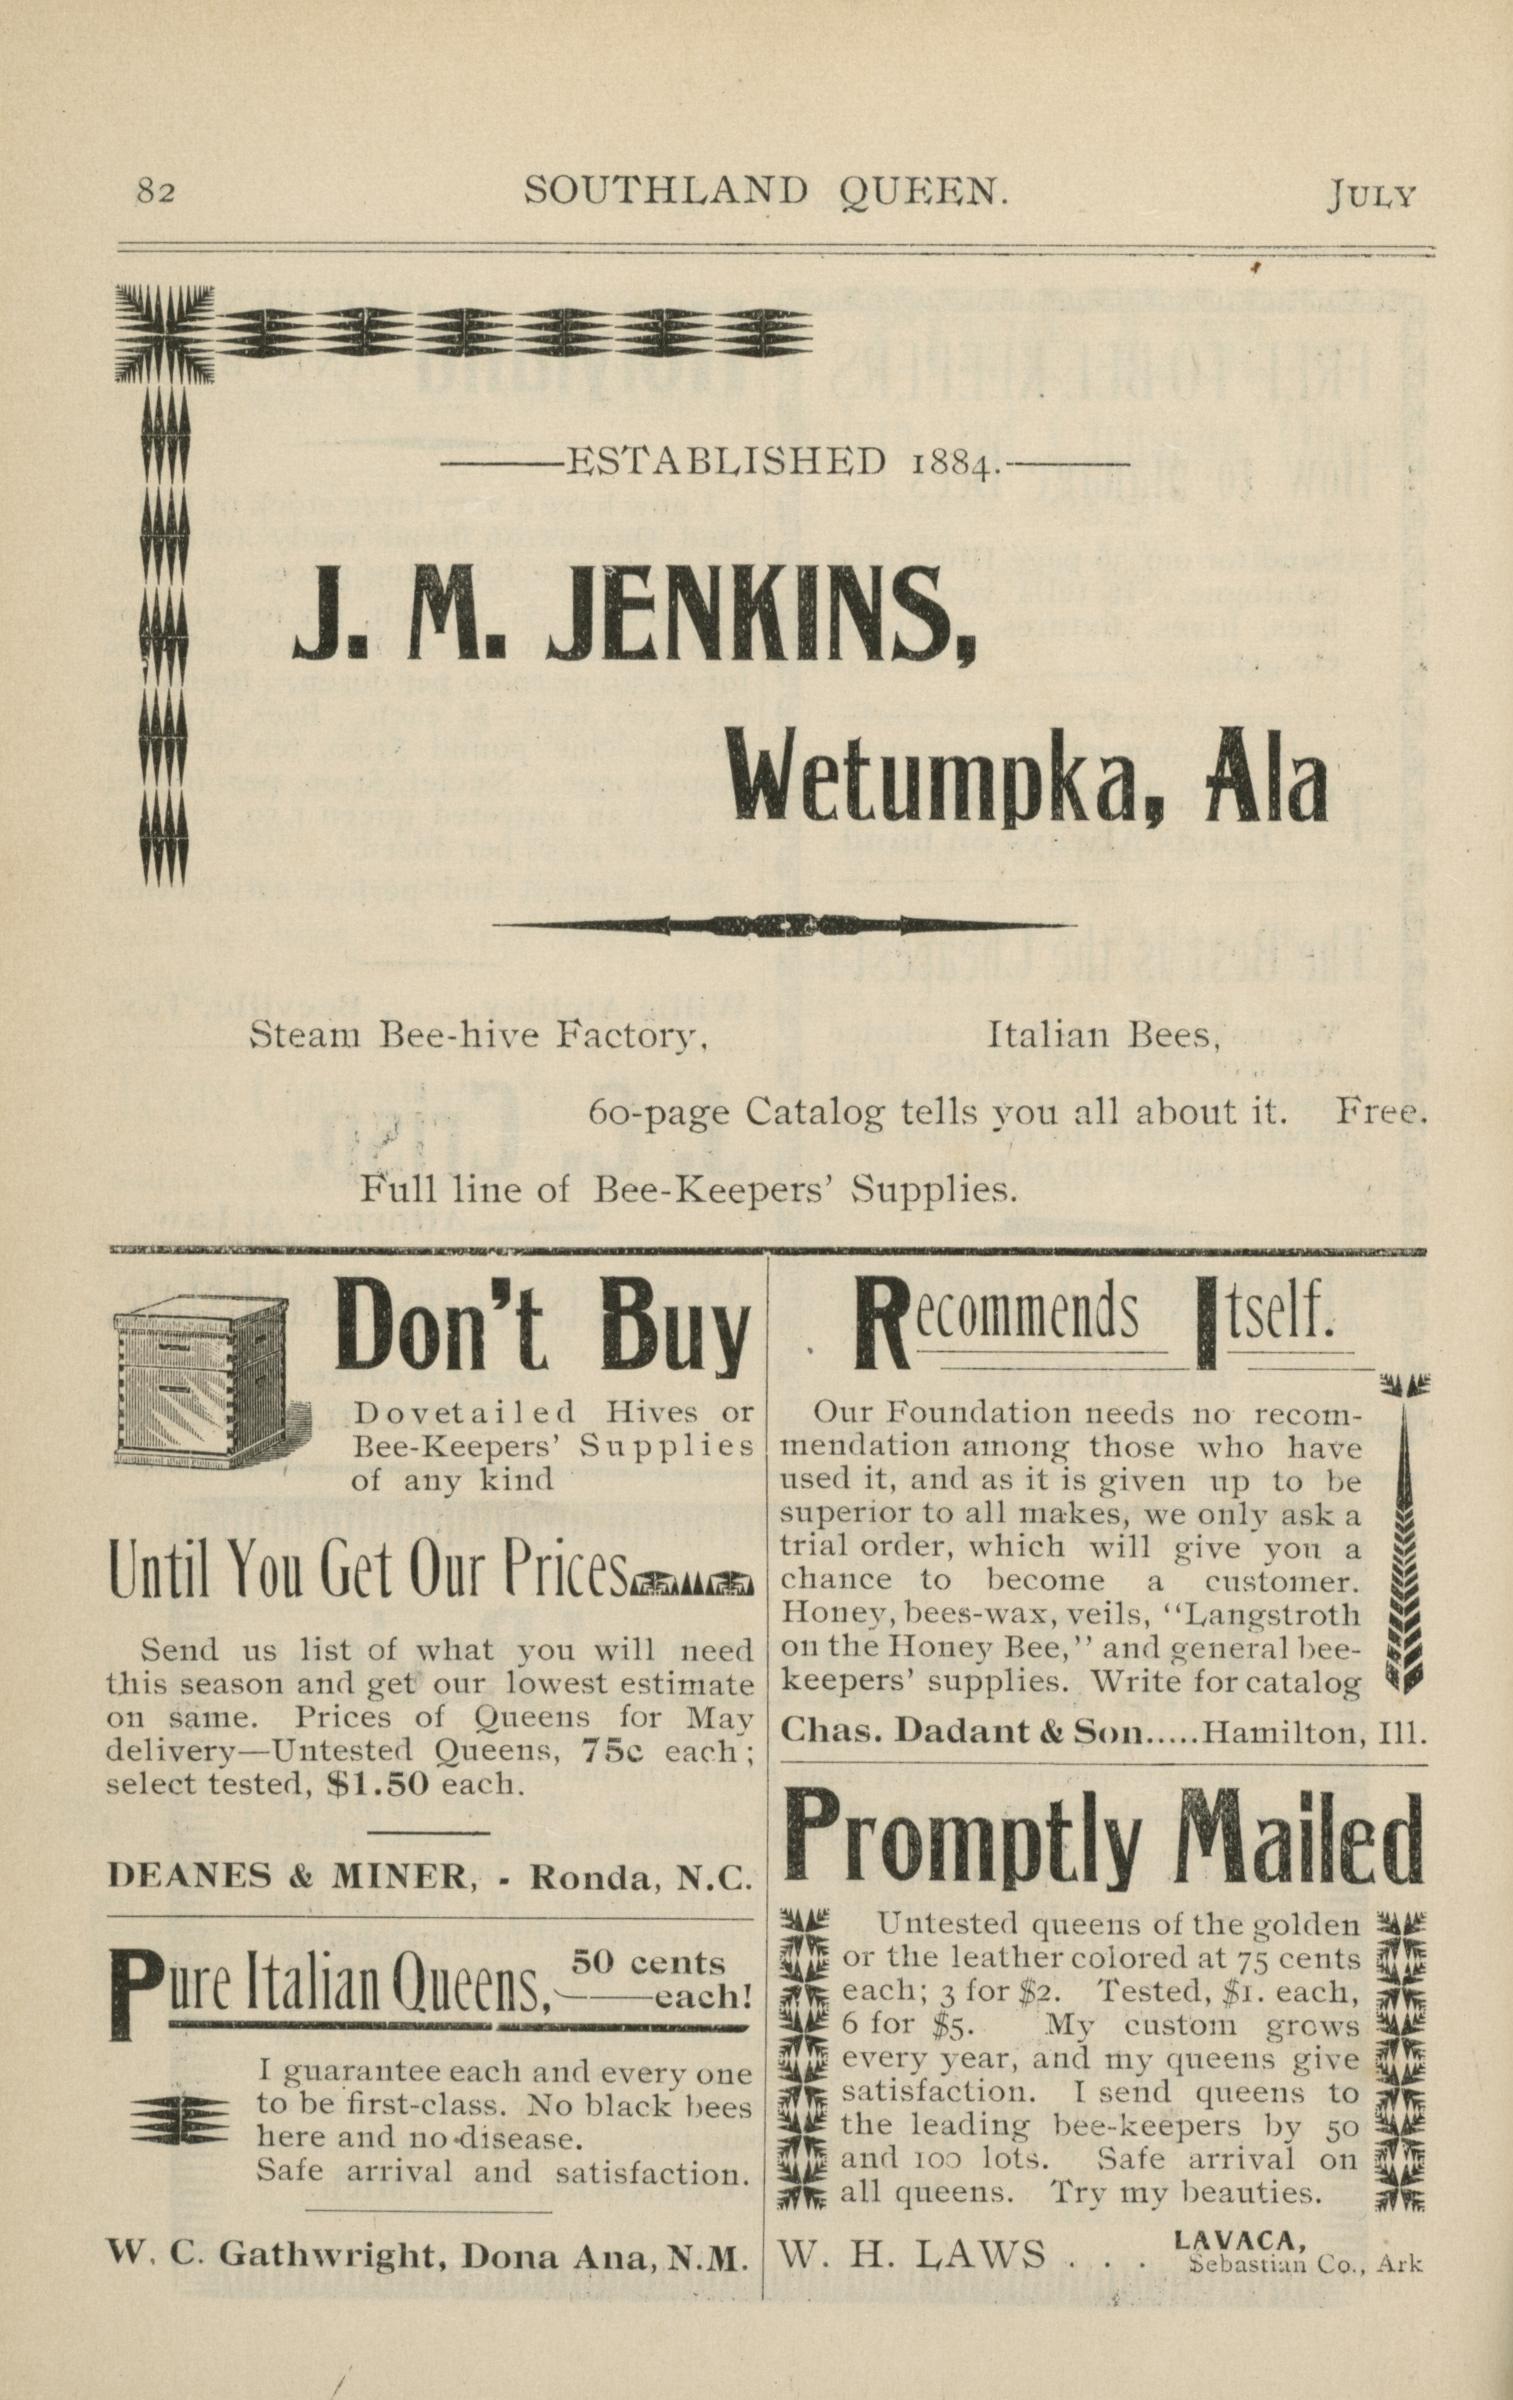 82
SOUTHLAND QUEEN.
JULY
——ESTABLISHED 1884.——
J. M. JENKINS,
Wetumpka, Ala
Steam Bee-hive Factory,
Italian Bees,
60-page Catalog tells you all about it. Free.
Full line of Bee-Keepers' Supplies.
Don't Buy
Dovetailed Hives or
Bee-Keepers' Supplies
of any kind
Until You Get Our Prices
Send us list of what you will need
this season and get our lowest estimate
on same. Prices of Queens for May
delivery—Untested Queens, 75c each;
select tested, $1.50 each.
DEANES & MINER, - Ronda, N.C.
Pure Italian Queens, 50 cents
——each!
I guarantee each and every one
to be first-class. No black bees
here and no disease.
Safe arrival and satisfaction.
W. C. Gathwright, Dona Ana, N.M.
Recommends Itself.
Our Foundation needs no recom-
mendation among those who have
used it, and as it is given up to be
superior to all makes, we only ask a
trial order, which will give you a
chance to become a customer.
Honey, bees-wax, veils, "Langstroth
on the Honey Bee," and general bee-
keepers' supplies. Write for catalog
Chas. Dadant & Son.....Hamilton, Ill.
Promptly Mailed
Untested queens of the golden
or the leather colored at 75 cents
each; 3 for $2. Tested, $1. each,
6 for $5. My custom grows
every year, and my queens give
satisfaction. I send queens to
the leading bee-keepers by 50
and 100 lots. Safe arrival on
all queens. Try my beauties.
W. H. LAWS . . . LAVACA,
Sebastian Co., Ark